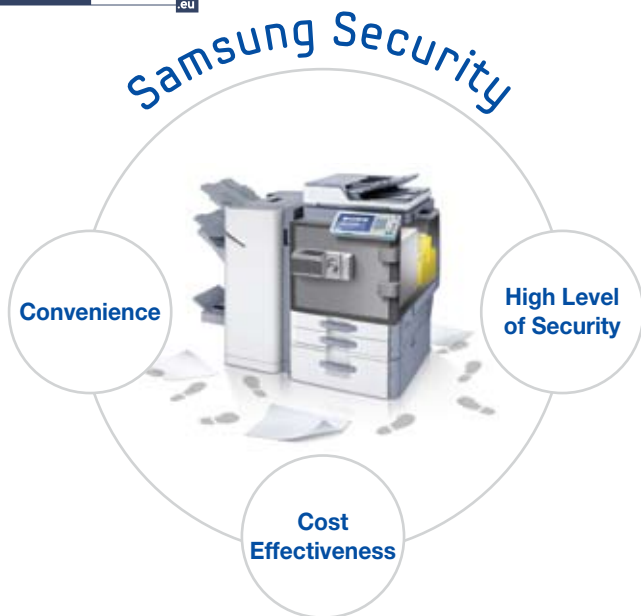 .eu
Samsung Security
Convenience
High Level
of Security
Cost
Effectiveness